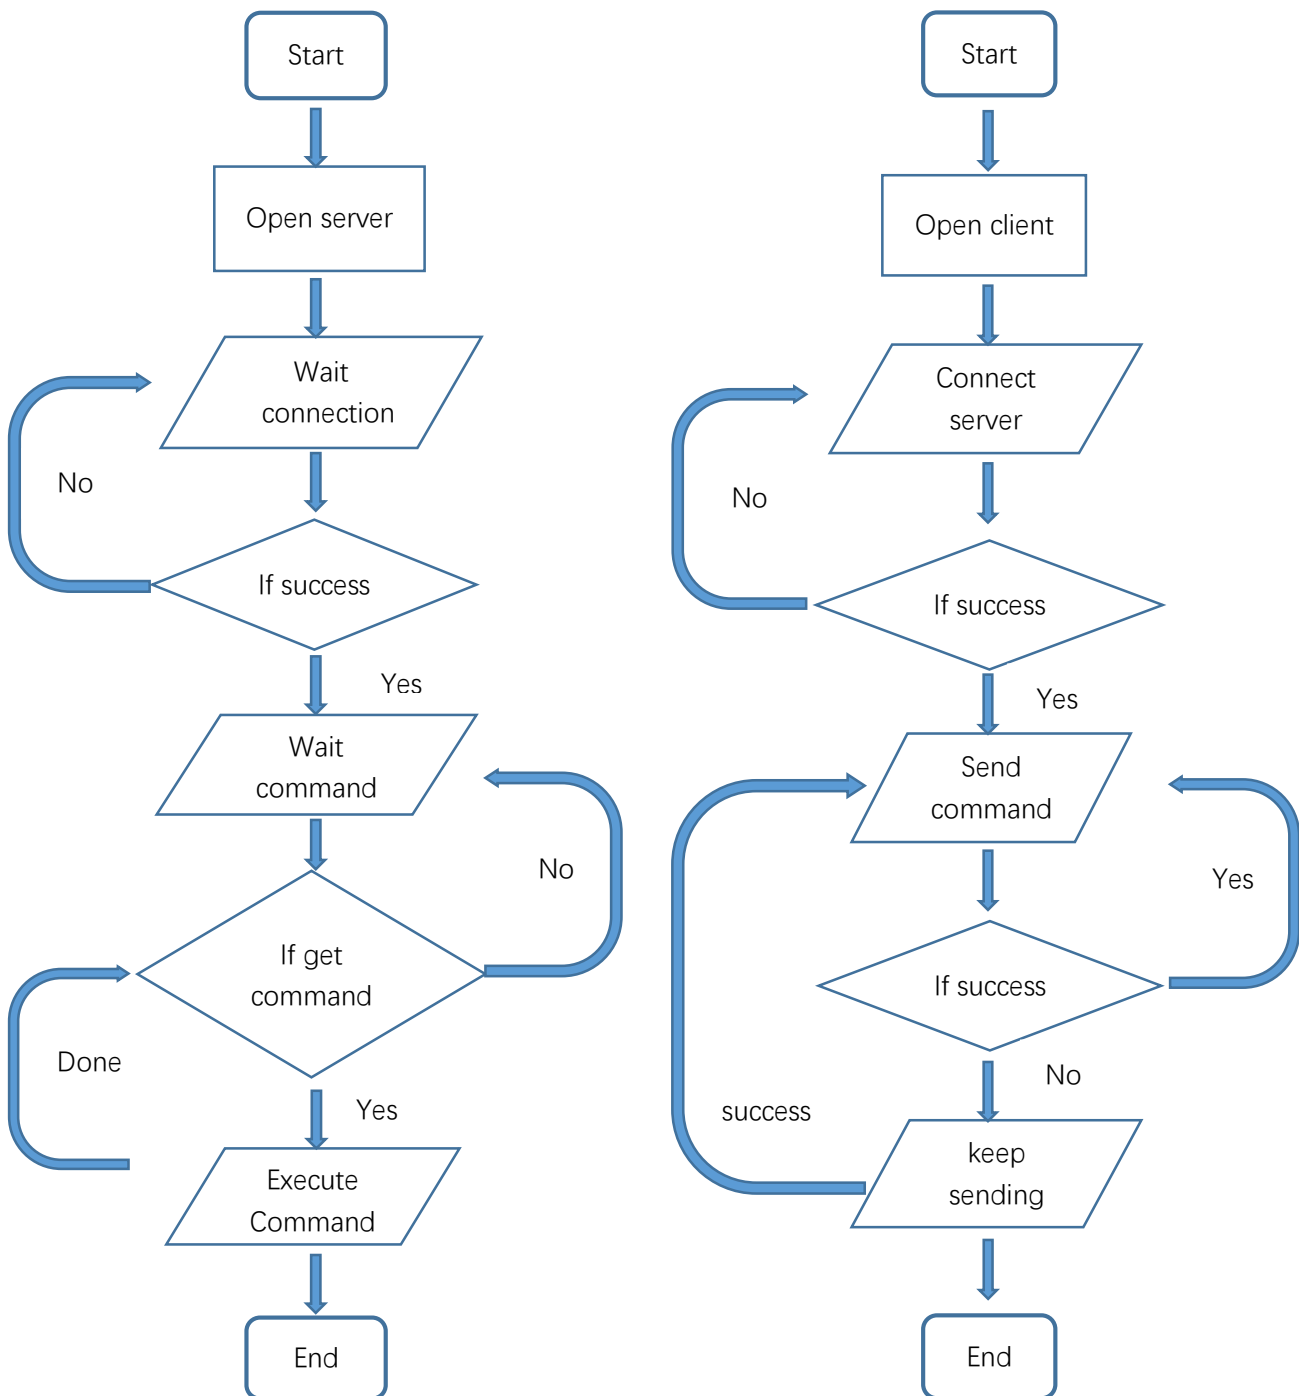 Start
Open server
Wait
connection
No
If success
Yes
Wait
command
No
If get
command
Done
Yes
Execute
Command
End
Start
Open client
Connect
server
No
If success
Yes
Send
command
Yes
If success
No
success
keep
sending
End